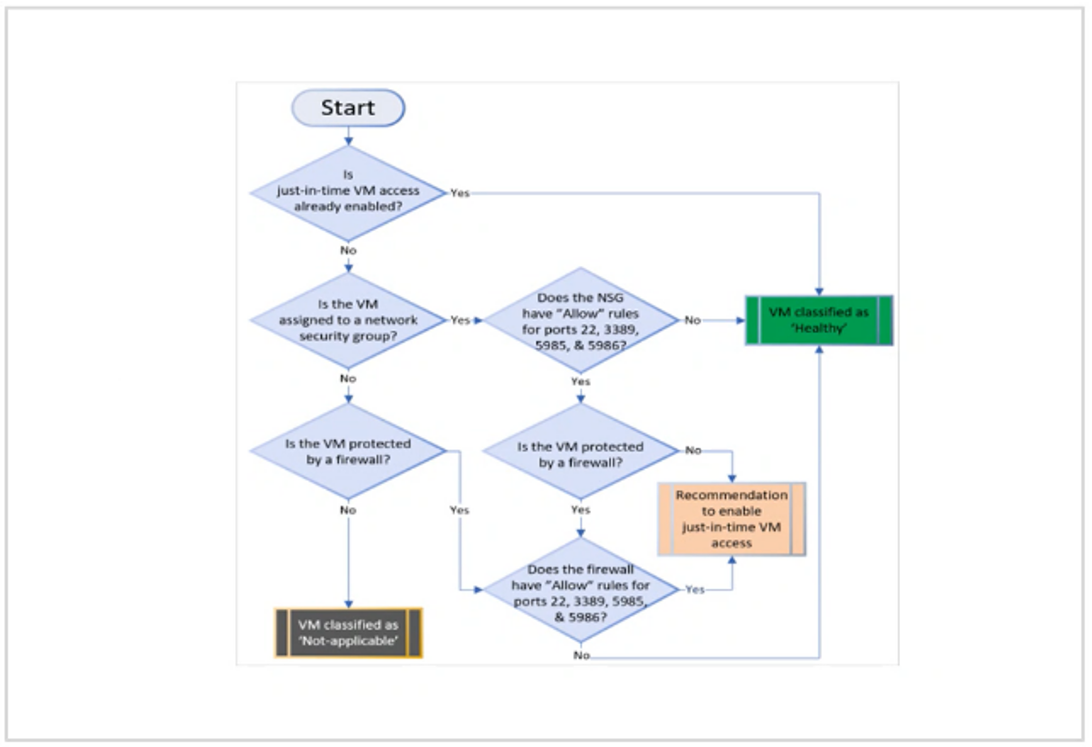 Start
Is
just-in-time VM access
already enabled?
Yes
No
Is the VM
assigned to a network
security group?
Yes
Does the NSG
have “Allow” rules
for ports 22, 3389,
5985, & 5986?
No
VM classified as
‘Healthy’
No
Yes
Is the VM protected
by a firewall?
Is the VM protected
by a firewall?
No
Recommendation
to enable
just-in-time VM
access
No
Yes
Yes
Does the firewall
have “Allow” rules for
ports 22, 3389, 5985,
& 5986?
Yes
VM classified as
‘Not-applicable’
No